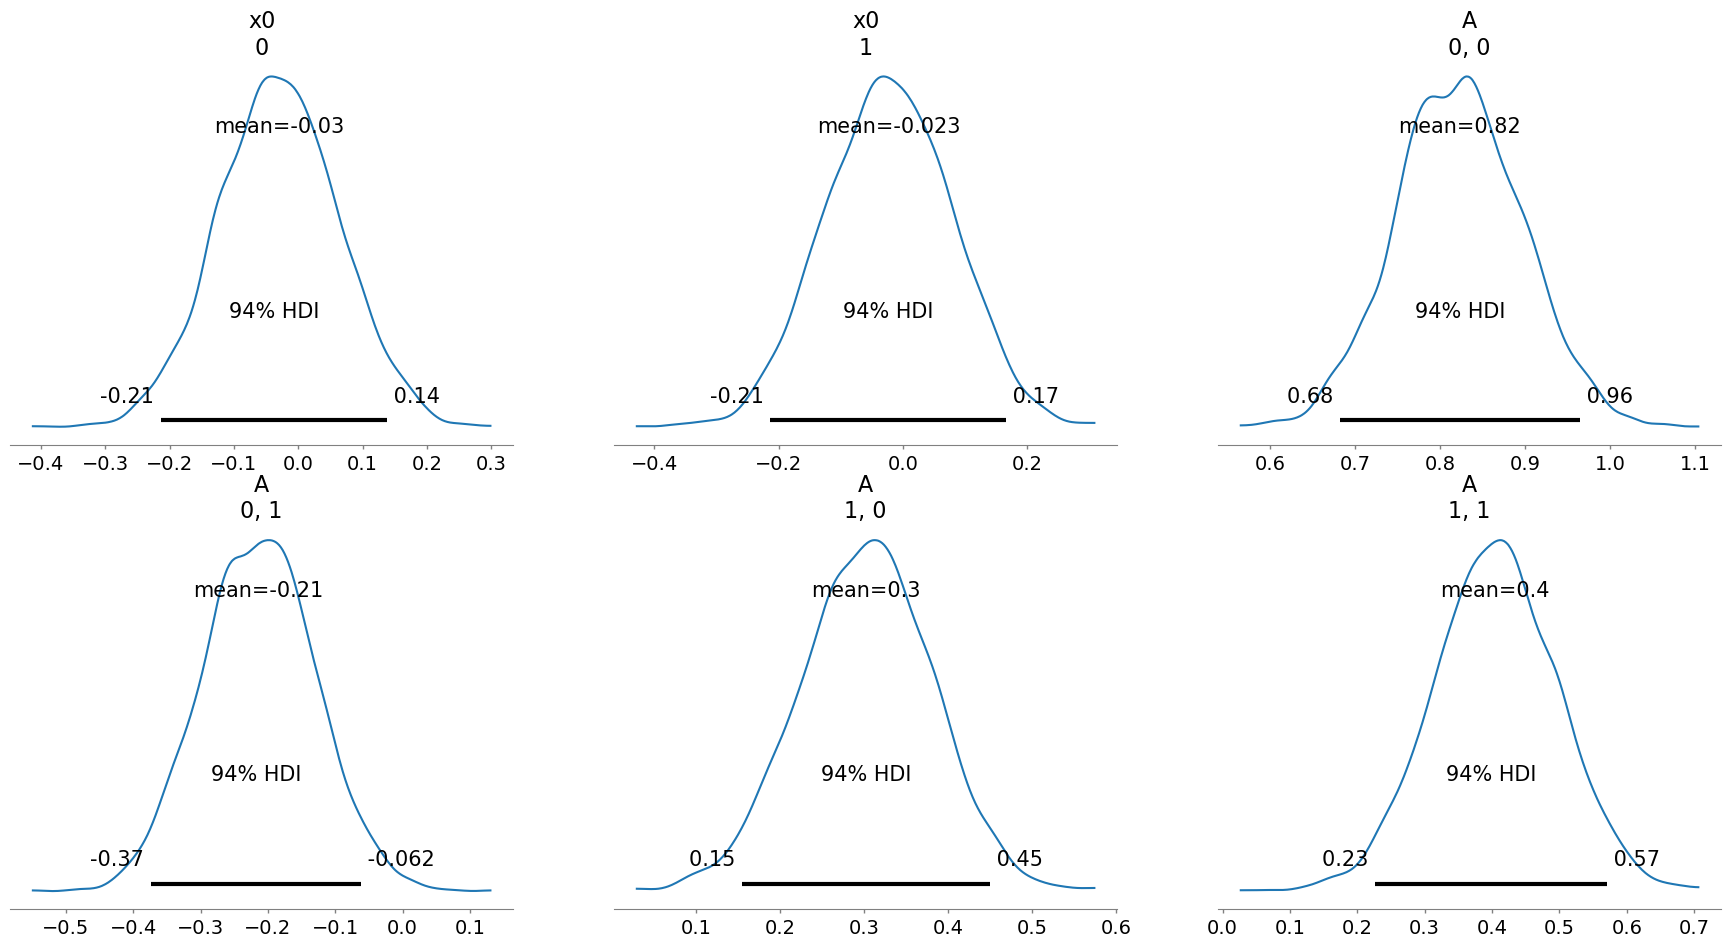 x0
0
mean=-0.03
94% HDI
-0.21 0.14
−0.4 −0.3 −0.2 −0.1 0.0 0.1 0.2 0.3
x0
1
mean=-0.023
94% HDI
-0.21 0.17
−0.4 −0.2 0.0 0.2
A
0, 0
mean=0.82
94% HDI
0.68 0.96
0.6 0.7 0.8 0.9 1.0 1.1
A
0, 1
mean=-0.21
94% HDI
-0.37 -0.062
−0.5 −0.4 −0.3 −0.2 −0.1 0.0 0.1
A
1, 0
mean=0.3
94% HDI
0.15 0.45
0.1 0.2 0.3 0.4 0.5 0.6
A
1, 1
mean=0.4
94% HDI
0.23 0.57
0.0 0.1 0.2 0.3 0.4 0.5 0.6 0.7